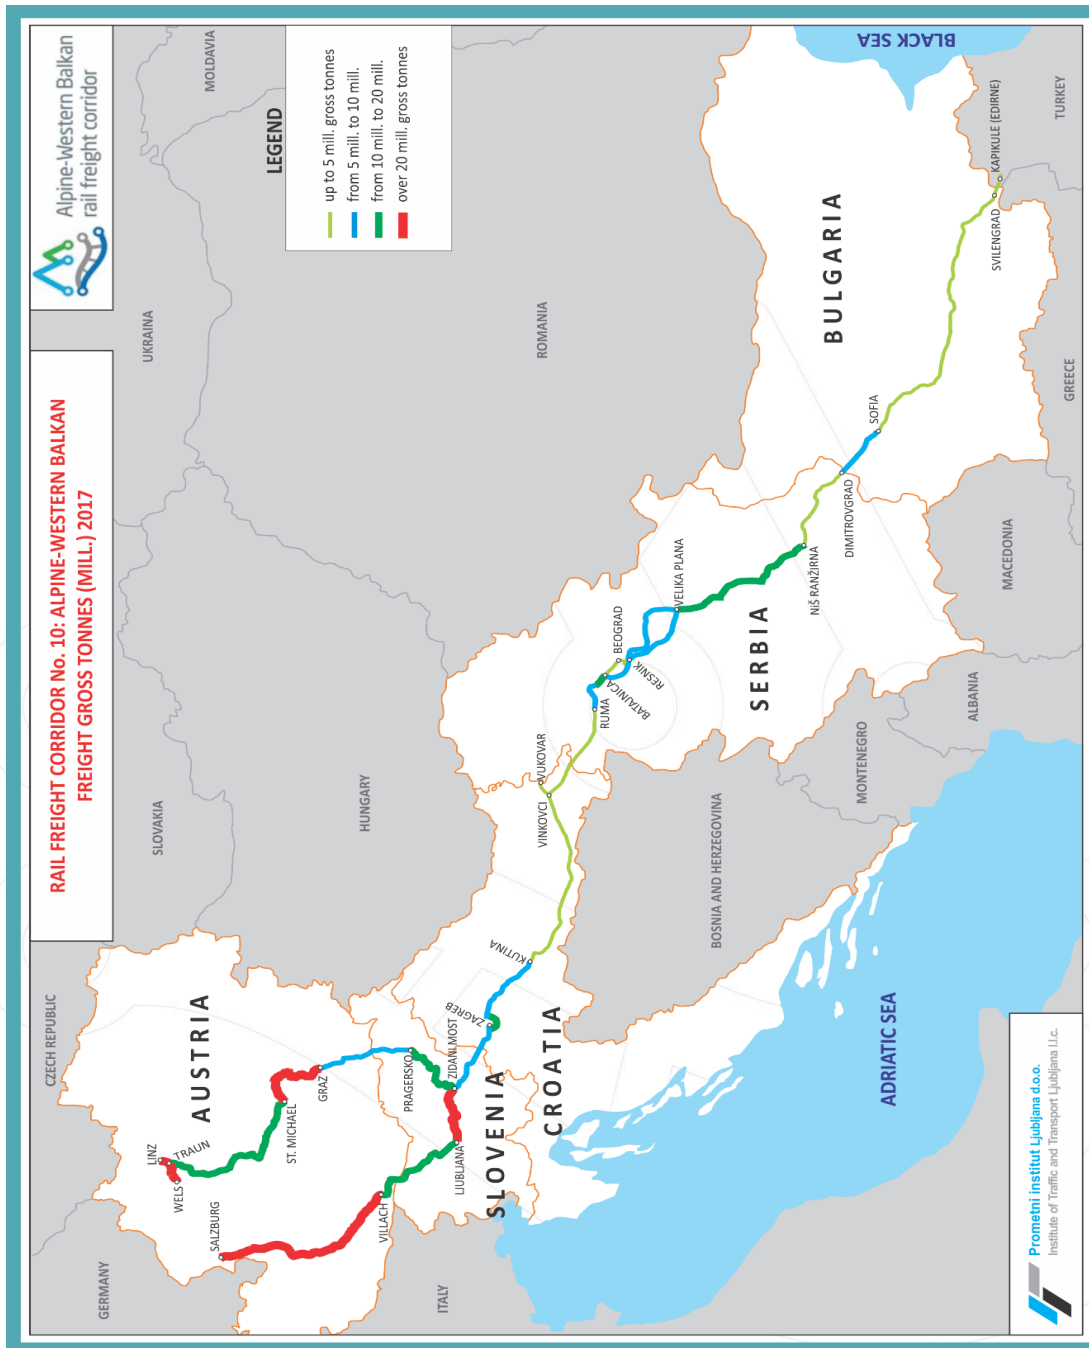 Alpine-Western Balkan
rail freight corridor
RAIL FREIGHT CORRIDOR No. 10: ALPINE-WESTERN BALKAN
FREIGHT GROSS TONNES (MILL.) 2017
LEGEND
up to 5 mill. gross tonnes
from 5 mill. to 10 mill.
from 10 mill. to 20 mill.
over 20 mill. gross tonnes
CZECH REPUBLIC
SLOVAKIA
UKRAINA
MOLDAVIA
GERMANY
HUNGARY
ROMANIA
BLACK SEA
AUSTRIA
LINZ
TRAUN
WELS
SALZBURG
ST. MICHAEL
GRAZ
VILLACH
ITALY
SLOVENIA
PRAGERSKO
ZIDANI MOST
LJUBLJANA
CROATIA
ZAGREB
KUTINA
VINKOVCI
VUKOVAR
BOSNIA AND HERZEGOVINA
SERBIA
RUMA
BATAJNICA
BEOGRAD
RESNIK
VELIKA PLANA
Niš RANŽIRNA
DIMITROVGRAD
MONTENEGRO
ALBANIA
MACEDONIA
BULGARIA
SOFIA
SVILENGRAD
KAPIKULE (EDIRNE)
TURKEY
GREECE
ADRIATIC SEA
Prometni institut Ljubljana d.o.o.
Institute of Traffic and Transport Ljubljana l.l.c.